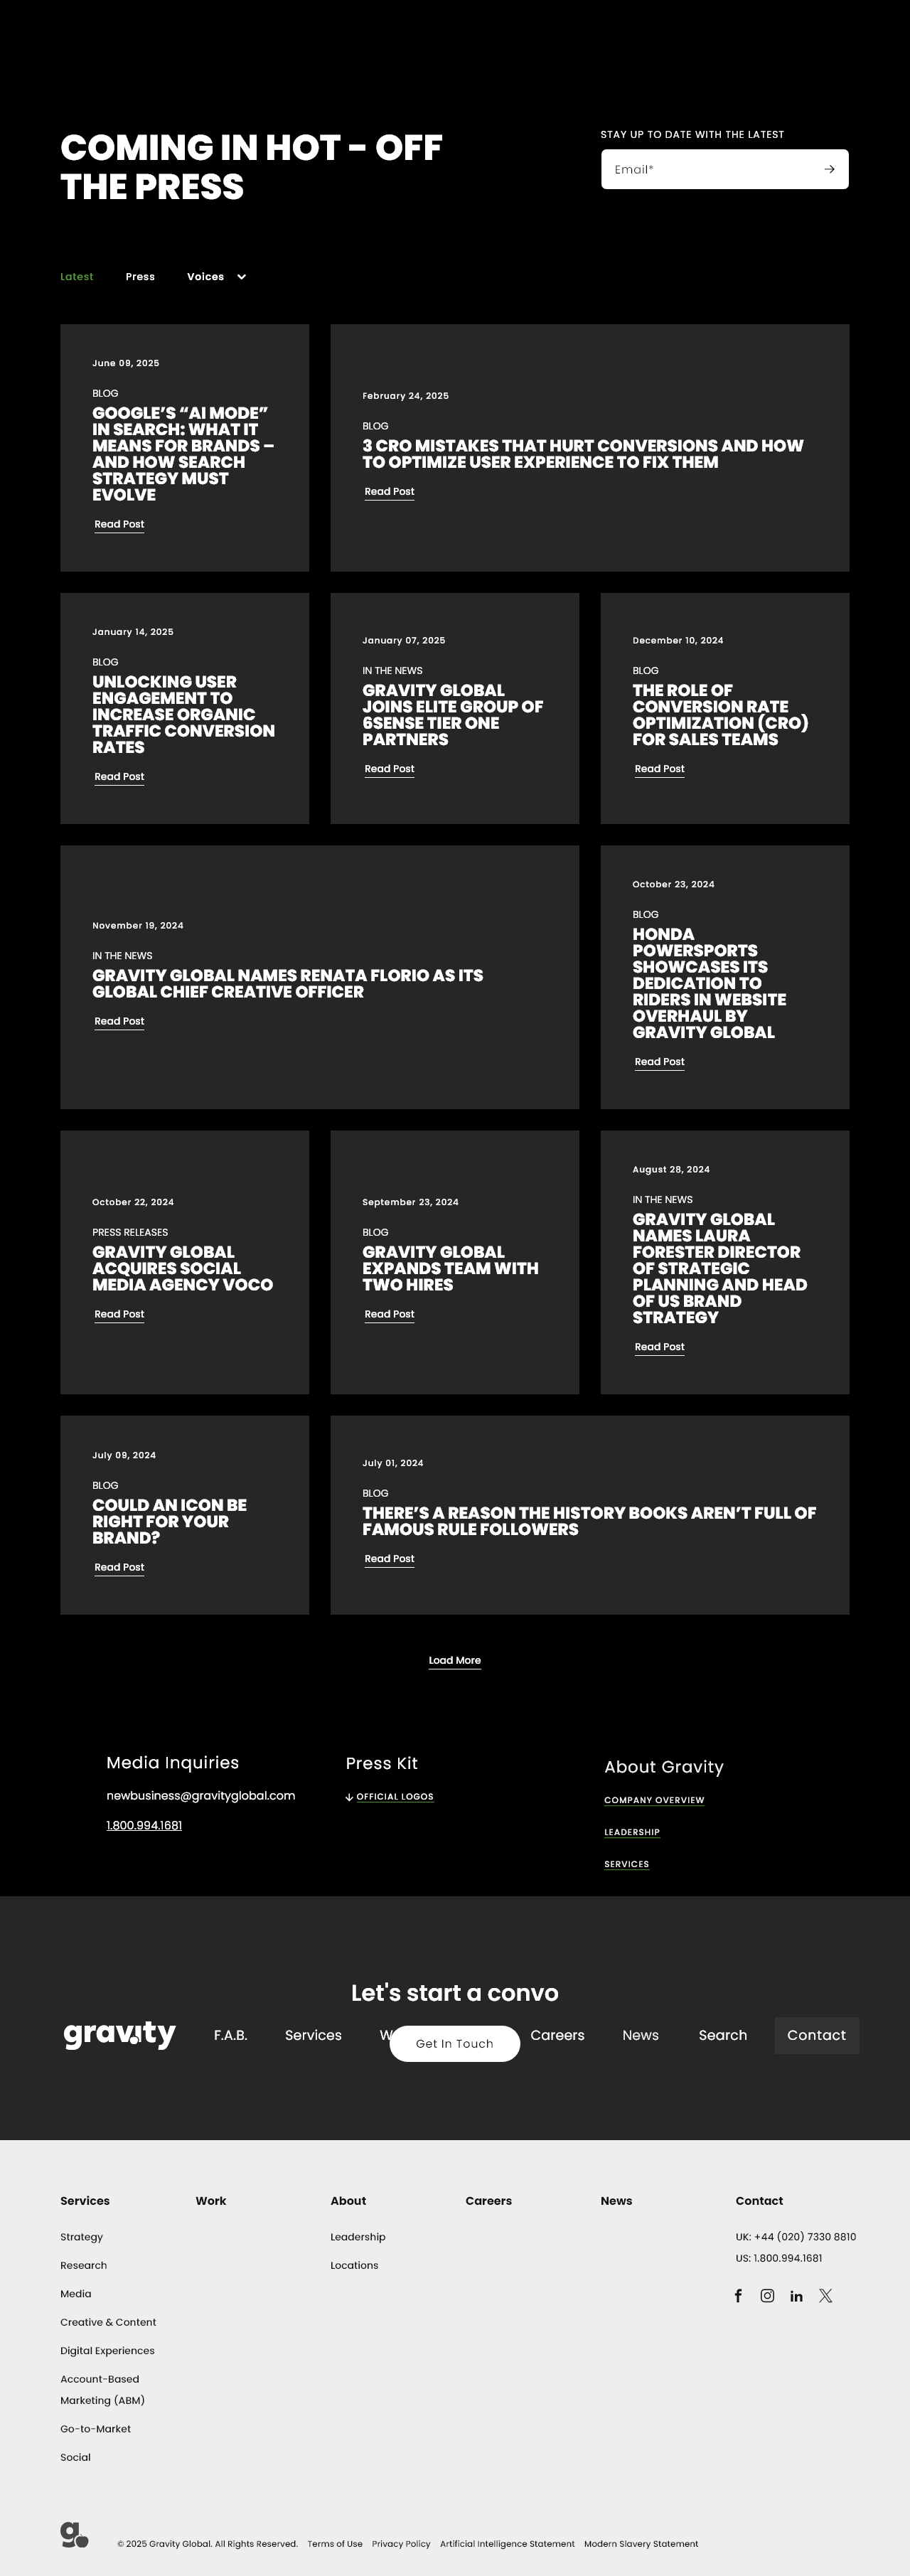 COMING IN HOT - OFF
THE PRESS
STAY UP TO DATE WITH THE LATEST
Email*
Latest
Press
Voices
June 09, 2025
BLOG
GOOGLE’S “AI MODE”
IN SEARCH: WHAT IT
MEANS FOR BRANDS –
AND HOW SEARCH
STRATEGY MUST
EVOLVE
Read Post
February 24, 2025
BLOG
3 CRO MISTAKES THAT HURT CONVERSIONS AND HOW
TO OPTIMIZE USER EXPERIENCE TO FIX THEM
Read Post
January 14, 2025
BLOG
UNLOCKING USER
ENGAGEMENT TO
INCREASE ORGANIC
TRAFFIC CONVERSION
RATES
Read Post
January 07, 2025
IN THE NEWS
GRAVITY GLOBAL
JOINS ELITE GROUP OF
6SENSE TIER ONE
PARTNERS
Read Post
December 10, 2024
BLOG
THE ROLE OF
CONVERSION RATE
OPTIMIZATION (CRO)
FOR SALES TEAMS
Read Post
November 19, 2024
IN THE NEWS
GRAVITY GLOBAL NAMES RENATA FLORIO AS ITS
GLOBAL CHIEF CREATIVE OFFICER
Read Post
October 23, 2024
BLOG
HONDA
POWERSPORTS
SHOWCASES ITS
DEDICATION TO
RIDERS IN WEBSITE
OVERHAUL BY
GRAVITY GLOBAL
Read Post
October 22, 2024
PRESS RELEASES
GRAVITY GLOBAL
ACQUIRES SOCIAL
MEDIA AGENCY VOCO
Read Post
September 23, 2024
BLOG
GRAVITY GLOBAL
EXPANDS TEAM WITH
TWO HIRES
Read Post
August 28, 2024
IN THE NEWS
GRAVITY GLOBAL
NAMES LAURA
FORESTER DIRECTOR
OF STRATEGIC
PLANNING AND HEAD
OF US BRAND
STRATEGY
Read Post
July 09, 2024
BLOG
COULD AN ICON BE
RIGHT FOR YOUR
BRAND?
Read Post
July 01, 2024
BLOG
THERE’S A REASON THE HISTORY BOOKS AREN’T FULL OF
FAMOUS RULE FOLLOWERS
Read Post
Load More
Media Inquiries
newbusiness@gravityglobal.com
1.800.994.1681
Press Kit
OFFICIAL LOGOS
About Gravity
COMPANY OVERVIEW
LEADERSHIP
SERVICES
Let's start a convo
gravity
F.A.B.
Services
Get In Touch
Careers
News
Search
Contact
Services
Strategy
Research
Media
Creative & Content
Digital Experiences
Account-Based
Marketing (ABM)
Go-to-Market
Social
Work
About
Leadership
Locations
Careers
News
Contact
UK: +44 (020) 7330 8810
US: 1.800.994.1681
© 2025 Gravity Global. All Rights Reserved. Terms of Use Privacy Policy Artificial Intelligence Statement Modern Slavery Statement